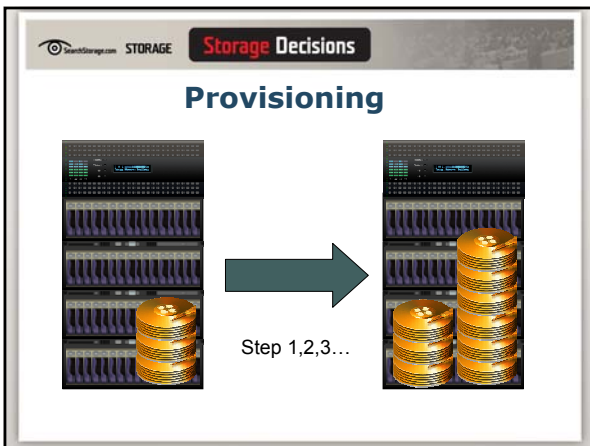 SearchStorage.com STORAGE Storage Decisions
Provisioning
Step 1,2,3…